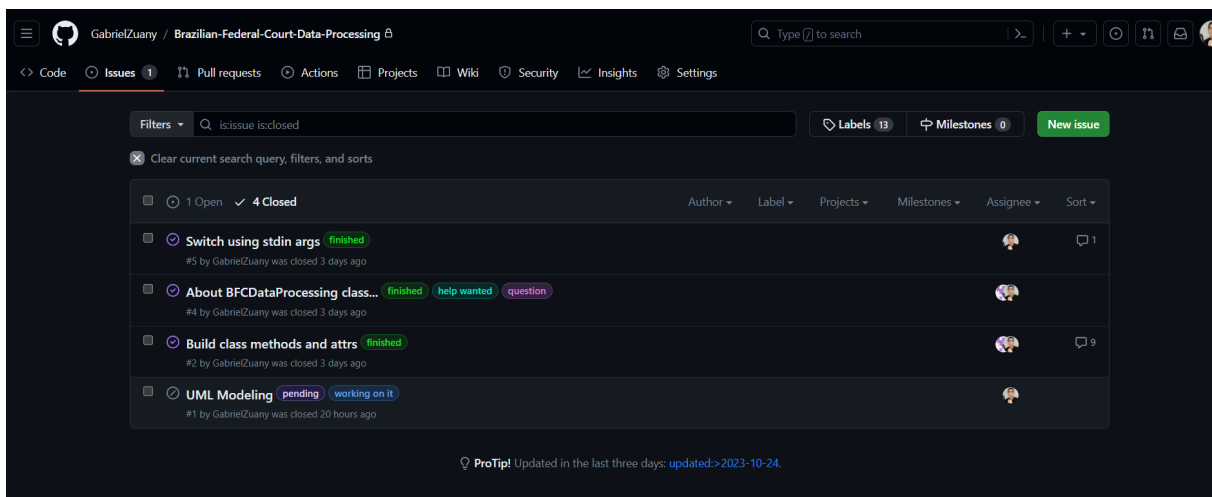 GabrielZuany / Brazilian-Federal-Court-Data-Processing Type / to search
Code Issues 1 Pull requests Actions Projects Wiki Security Insights Settings
Filters is:issue is:closed Labels 13 Milestones 0 New issue
Clear current search query, filters, and sorts
1 Open 4 Closed Author Label Projects Milestones Assignee Sort
Switch using stdin args finished 1
#5 by GabrielZuany was closed 3 days ago
About BFCDataProcessing class... finished help wanted question
#4 by GabrielZuany was closed 3 days ago
Build class methods and attrs finished 9
#2 by GabrielZuany was closed 3 days ago
UML Modeling pending working on it
#1 by GabrielZuany was closed 20 hours ago
ProTip! Updated in the last three days: updated:>2023-10-24.